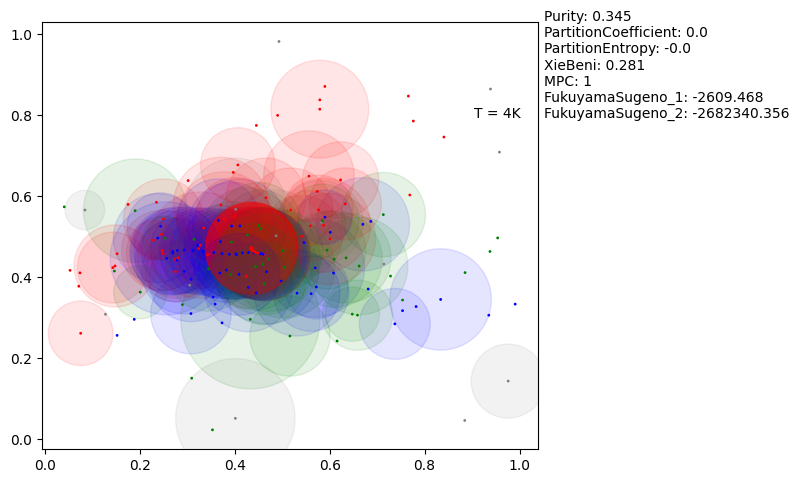 Purity: 0.345
PartitionCoefficient: 0.0
PartitionEntropy: -0.0
XieBeni: 0.281
MPC: 1
FukuyamaSugeno_1: -2609.468
FukuyamaSugeno_2: -2682340.356
T = 4K
1.0
0.8
0.6
0.4
0.2
0.0
0.0 0.2 0.4 0.6 0.8 1.0